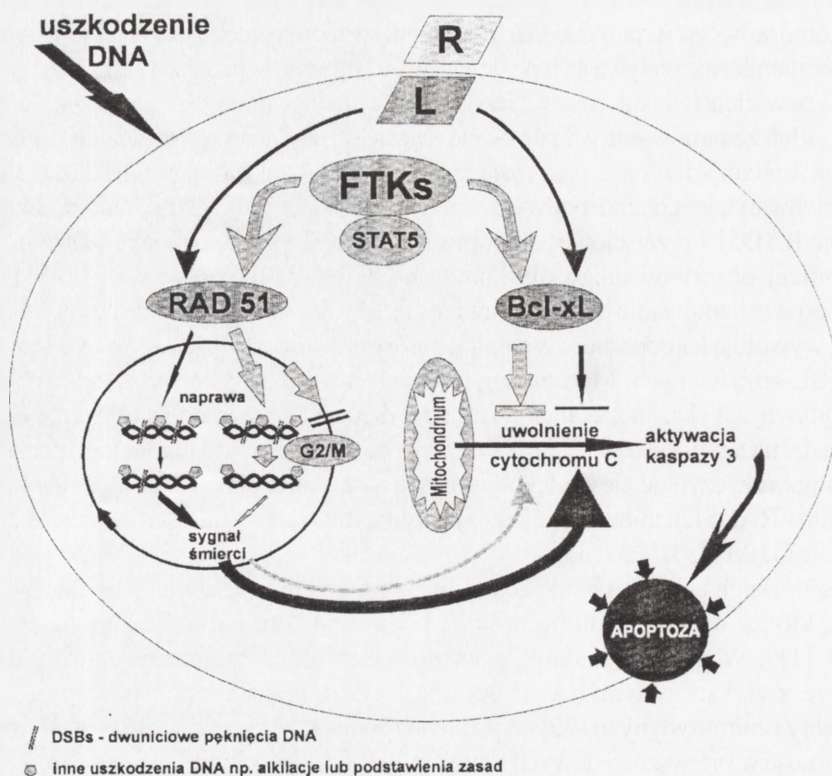 uszkodzenie
DNA
R
L
FTKs
STAT5
RAD 51
Bcl-xL
naprawa
G2/M
Mitochondrium
uwolnienie
cytochromu C
aktywacja
kaspazy 3
sygnał
śmierci
APOPTOZA
DSBs - dwuniciowe pęknięcia DNA
inne uszkodzenia DNA np. alkilacje lub podstawienia zasad